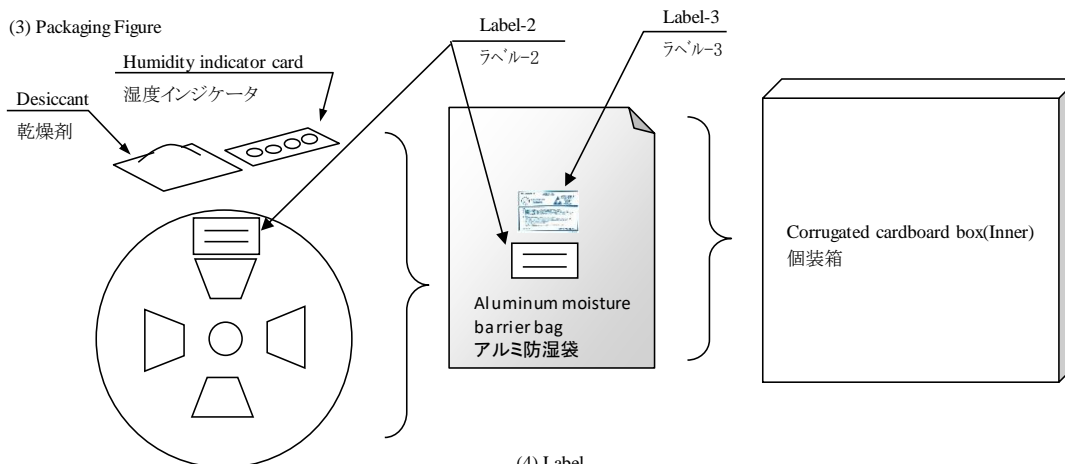 (3) Packaging Figure
Label-2
ラベル-2
Label-3
ラベル-3
Humidity indicator card
湿度インジケータ
Desiccant
乾燥剤
Aluminum moisture
barrier bag
アルミ防湿袋
Corrugated cardboard box(Inner)
個装箱
(4) Label